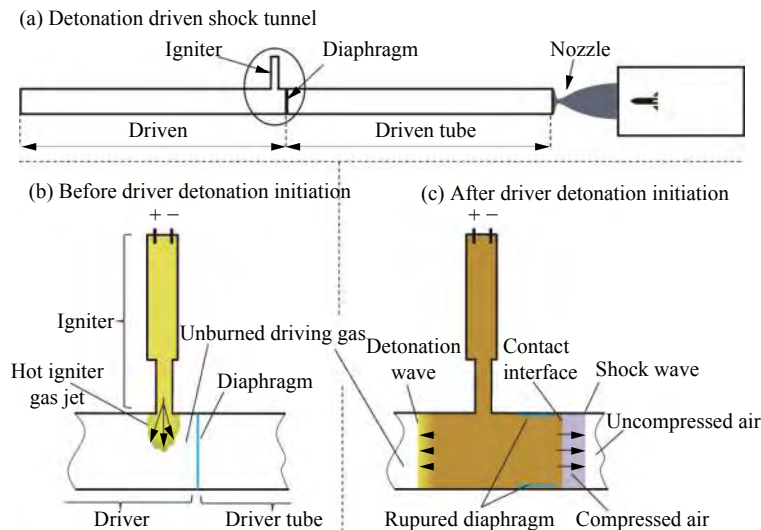 (a) Detonation driven shock tunnel
Igniter
Diaphragm
Nozzle
Driven
Driven tube
(b) Before driver detonation initiation
+ −
Igniter
Unburned driving gas
Hot igniter
gas jet
Diaphragm
Driver
Driver tube
(c) After driver detonation initiation
+ −
Detonation
wave
Contact
interface
Shock wave
Uncompressed air
Rupured diaphragm
Compressed air